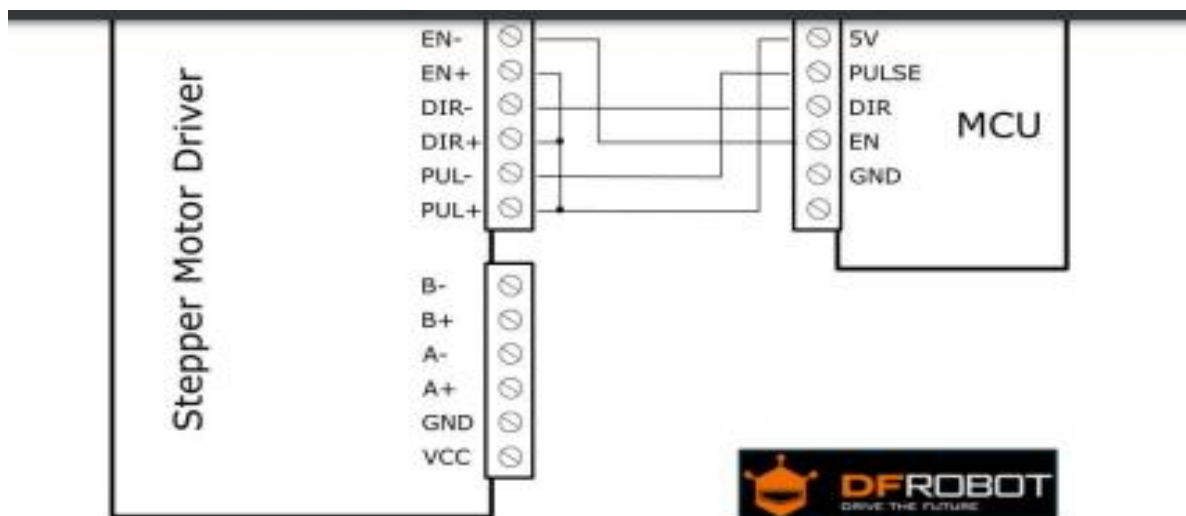 Stepper Motor Driver
EN-
EN+
DIR-
DIR+
PUL-
PUL+
B-
B+
A-
A+
GND
VCC
5V
PULSE
DIR
EN
GND
MCU
DFROBOT
DRIVE THE FUTURE